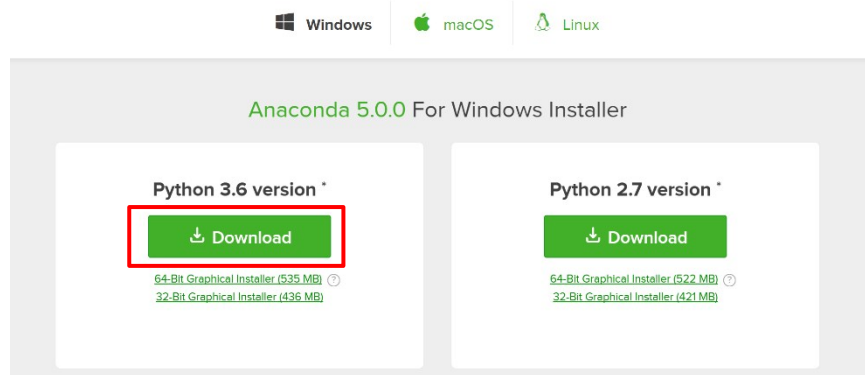 Windows macOS Linux
Anaconda 5.0.0 For Windows Installer
Python 3.6 version *
Download
64-Bit Graphical Installer (535 MB) ?
32-Bit Graphical Installer (436 MB)
Python 2.7 version *
Download
64-Bit Graphical Installer (522 MB) ?
32-Bit Graphical Installer (421 MB)